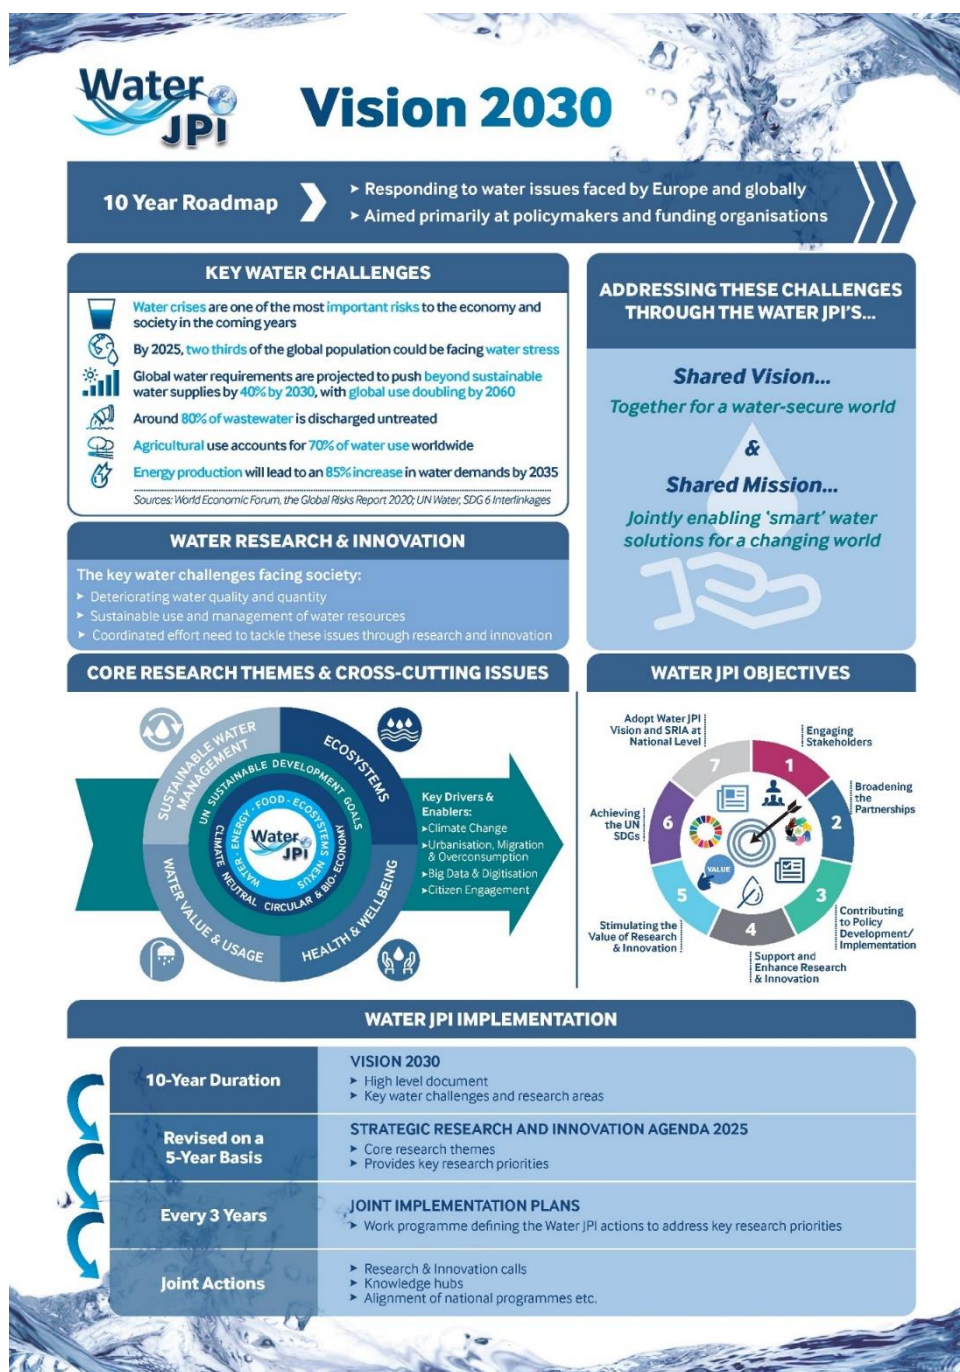 Water
JPI
Vision 2030
10 Year Roadmap
➤ Responding to water issues faced by Europe and globally
➤ Aimed primarily at policymakers and funding organisations
KEY WATER CHALLENGES
Water crises are one of the most important risks to the economy and
society in the coming years
By 2025, two thirds of the global population could be facing water stress
Global water requirements are projected to push beyond sustainable
water supplies by 40% by 2030, with global use doubling by 2060
Around 80% of wastewater is discharged untreated
Agricultural use accounts for 70% of water use worldwide
Energy production will lead to an 85% increase in water demands by 2035
Sources: World Economic Forum, the Global Risks Report 2020; UN Water, SDG 6 Interlinkages
ADDRESSING THESE CHALLENGES
THROUGH THE WATER JPI'S...
Shared Vision...
Together for a water-secure world
&
Shared Mission...
Jointly enabling ‘smart’ water
solutions for a changing world
WATER RESEARCH & INNOVATION
The key water challenges facing society:
➤ Deteriorating water quality and quantity
➤ Sustainable use and management of water resources
➤ Coordinated effort need to tackle these issues through research and innovation
CORE RESEARCH THEMES & CROSS-CUTTING ISSUES
SUSTAINABLE WATER
MANAGEMENT
ECOSYSTEMS
HEALTH & WELLBEING
WATER VALUE & USAGE
UN SUSTAINABLE DEVELOPMENT GOALS
CLIMATE NEUTRAL CIRCULAR & BIO-ECONOMY
WATER-ENERGY-FOOD-ECOSYSTEMS NEXUS
Water
JPI
Key Drivers &
Enablers:
➤Climate Change
➤Urbanisation, Migration
& Overconsumption
➤Big Data & Digitisation
➤Citizen Engagement
WATER JPI OBJECTIVES
1
Engaging
Stakeholders
2
Broadening
the
Partnerships
3
Contributing
to Policy
Development/
Implementation
4
Support and
Enhance Research
& Innovation
5
Stimulating the
Value of Research
& Innovation
6
Achieving
the UN
SDGs
7
Adopt Water JPI
Vision and SRIA at
National Level
VALUE
WATER JPI IMPLEMENTATION
10-Year Duration
VISION 2030
➤ High level document
➤ Key water challenges and research areas
Revised on a
5-Year Basis
STRATEGIC RESEARCH AND INNOVATION AGENDA 2025
➤ Core research themes
➤ Provides key research priorities
Every 3 Years
JOINT IMPLEMENTATION PLANS
➤ Work programme defining the Water JPI actions to address key research priorities
Joint Actions
➤ Research & Innovation calls
➤ Knowledge hubs
➤ Alignment of national programmes etc.